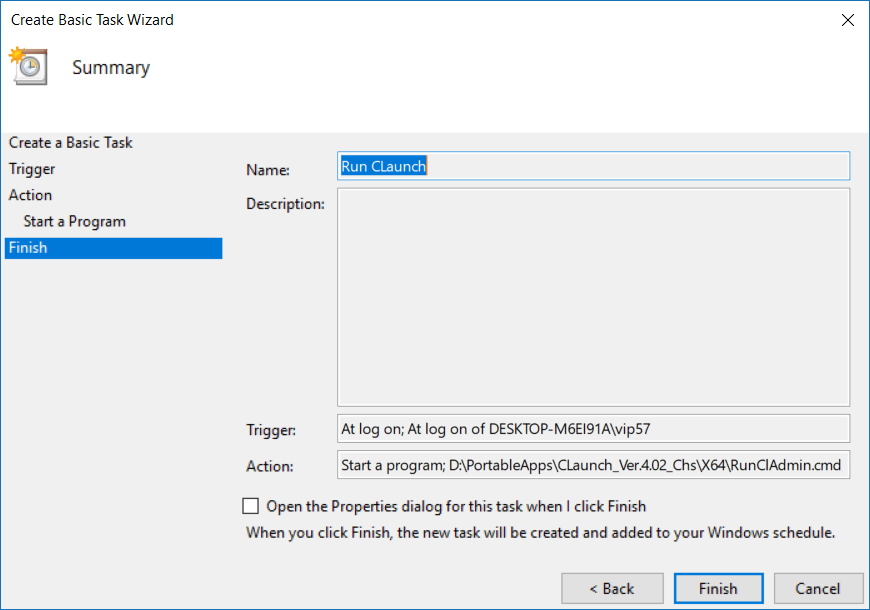 Create Basic Task Wizard
Summary
Create a Basic Task
Trigger
Action
Start a Program
Finish
Name:
Run CLaunch
Description:
Trigger:
At log on; At log on of DESKTOP-M6EI91A\vip57
Action:
Start a program; D:\PortableApps\CLaunch_Ver.4.02_Chs\X64\RunClAdmin.cmd
Open the Properties dialog for this task when I click Finish
When you click Finish, the new task will be created and added to your Windows schedule.
< Back
Finish
Cancel